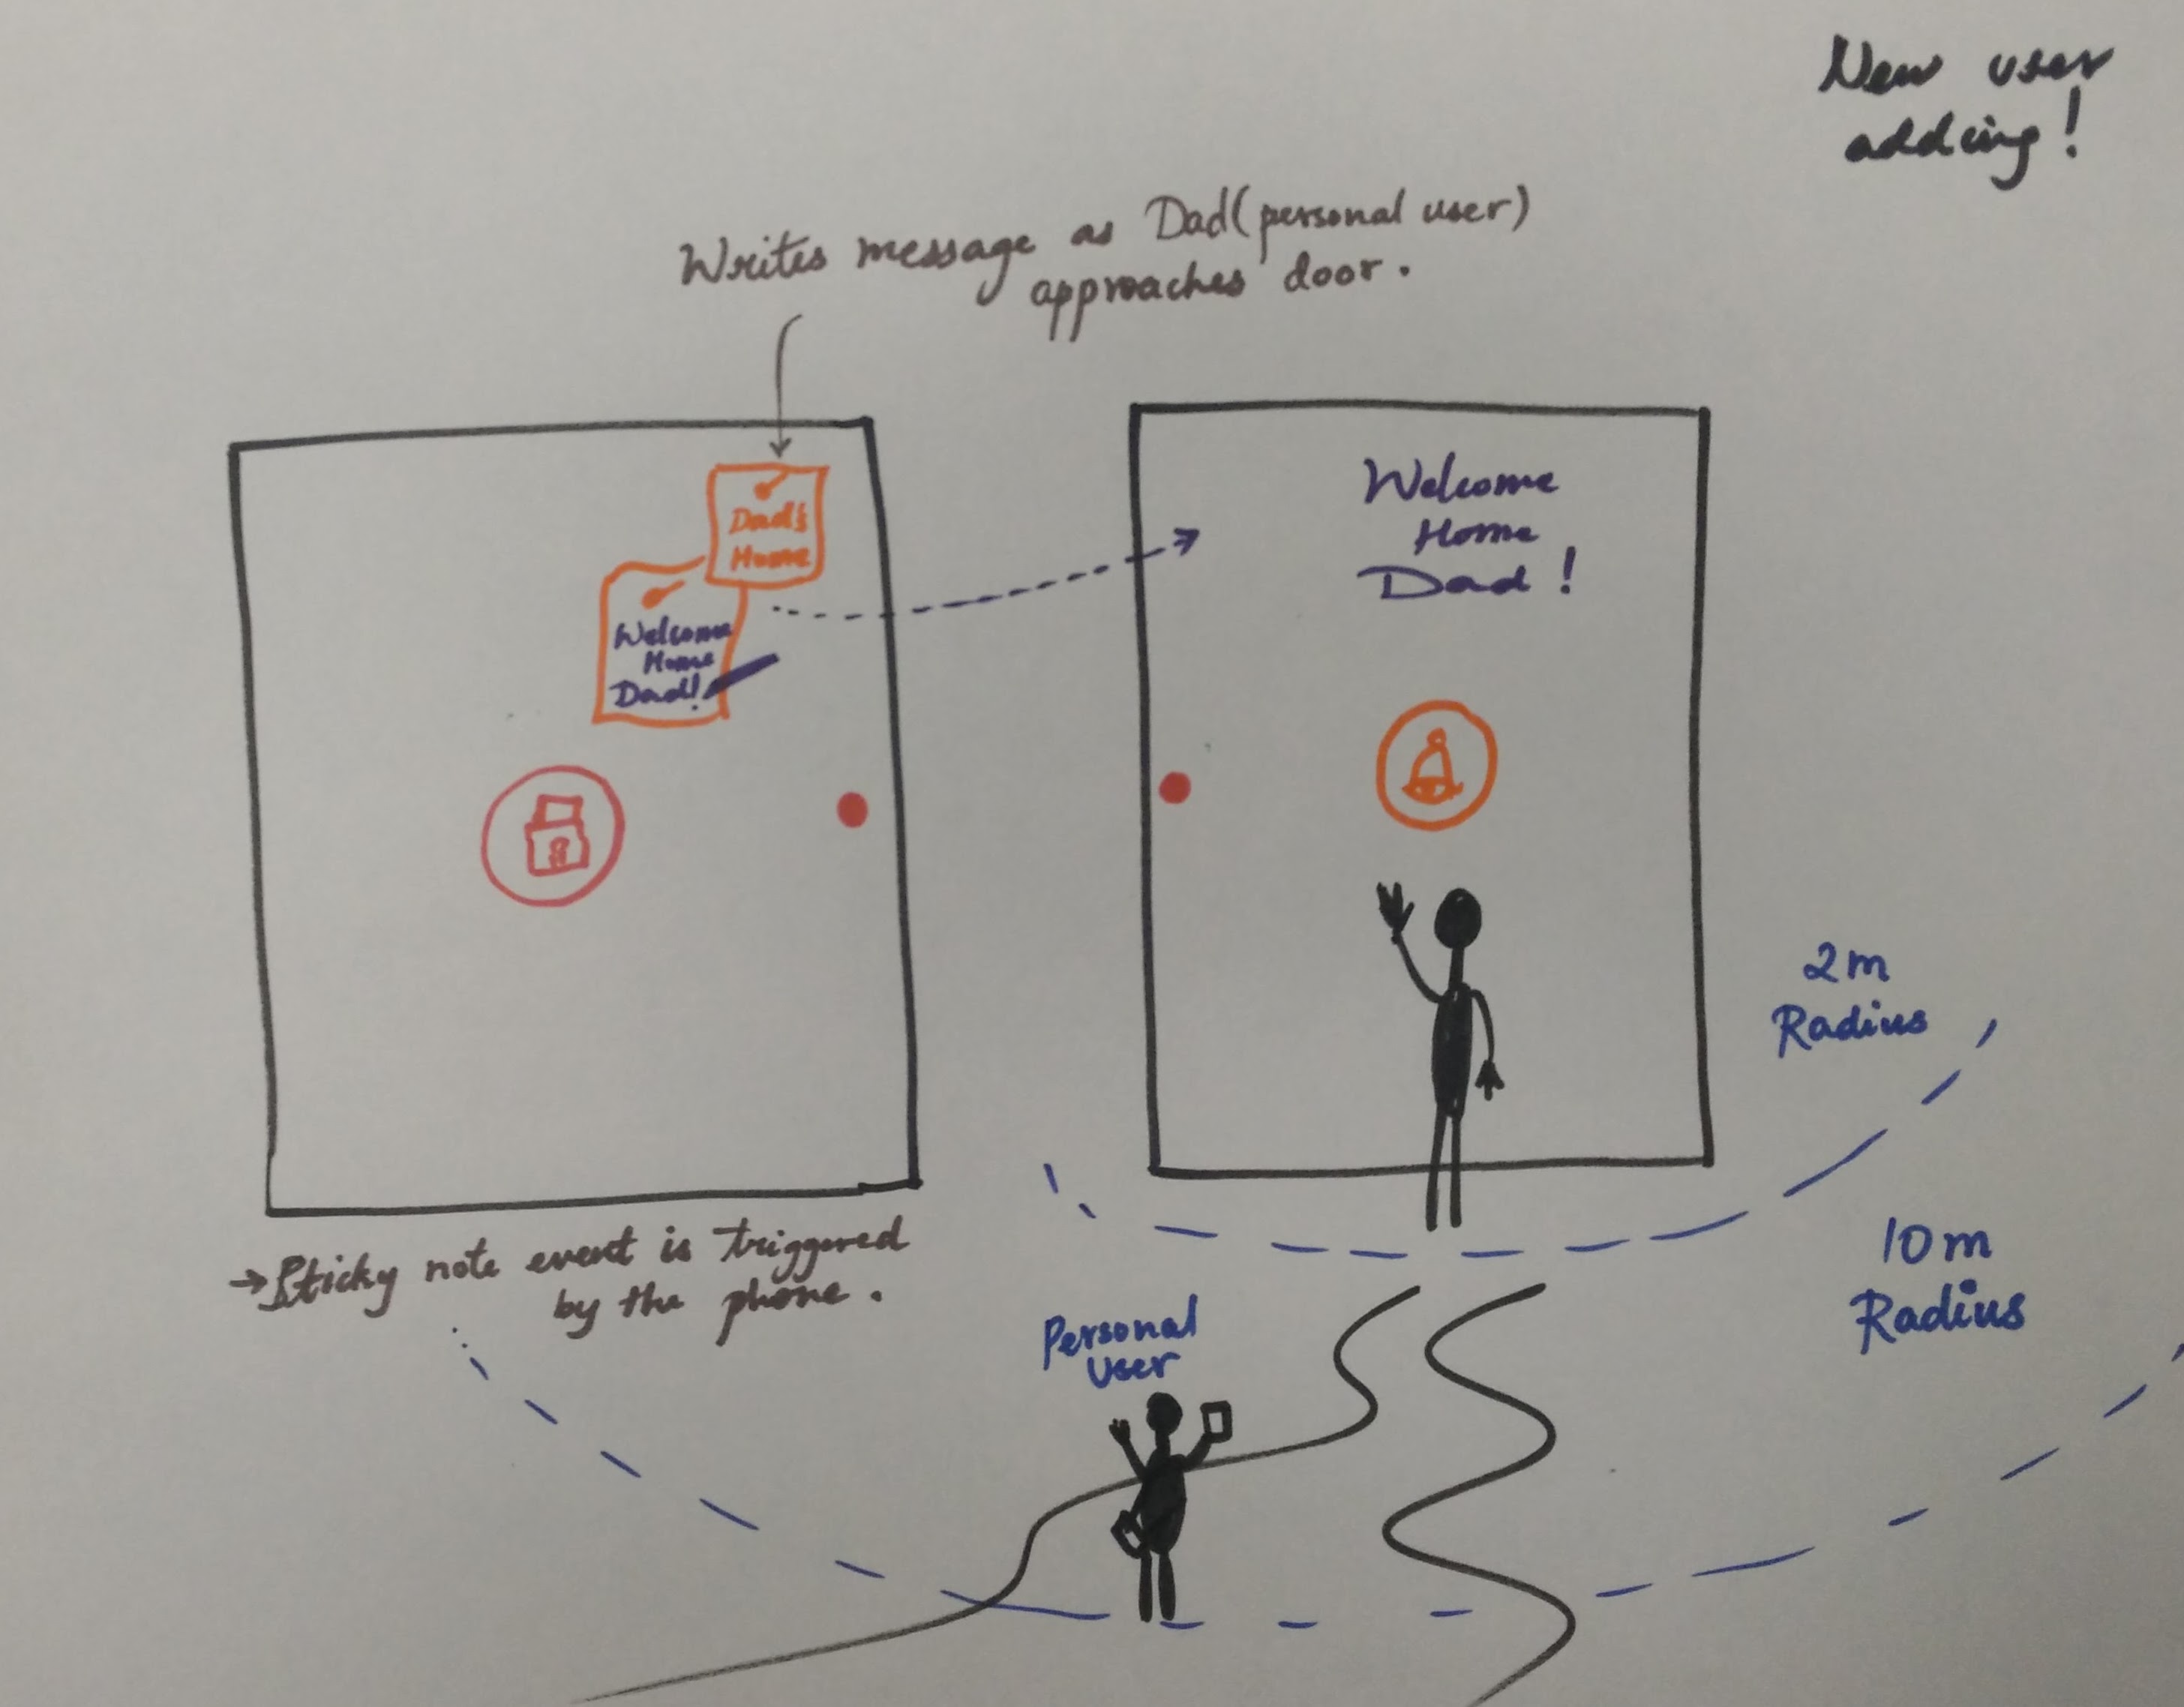 New user
adding!
Writes message as Dad (personal user)
approaches door.
Dad's
Home
Welcome
Home
Dad!
Welcome
Home
Dad!
2m
Radius
→ Sticky note event is triggered
by the phone.
10m
Radius
Personal
User